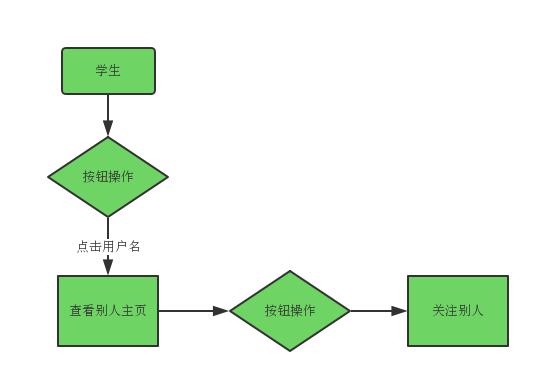 学生
按钮操作
点击用户名
查看别人主页
按钮操作
关注别人